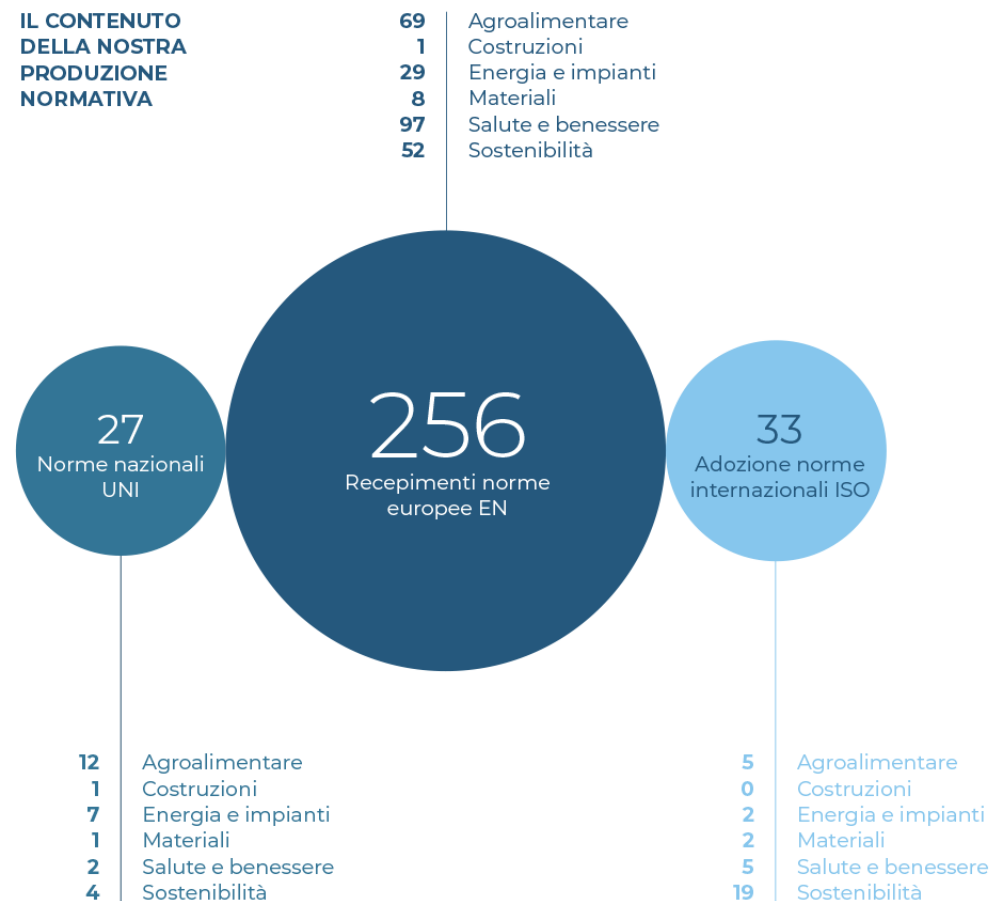 IL CONTENUTO
DELLA NOSTRA
PRODUZIONE
NORMATIVA
69 Agroalimentare
1 Costruzioni
29 Energia e impianti
8 Materiali
97 Salute e benessere
52 Sostenibilità
27
Norme nazionali
UNI
256
Recepimenti norme
europee EN
33
Adozione norme
internazionali ISO
12 Agroalimentare
1 Costruzioni
7 Energia e impianti
1 Materiali
2 Salute e benessere
4 Sostenibilità
5 Agroalimentare
0 Costruzioni
2 Energia e impianti
2 Materiali
5 Salute e benessere
19 Sostenibilità